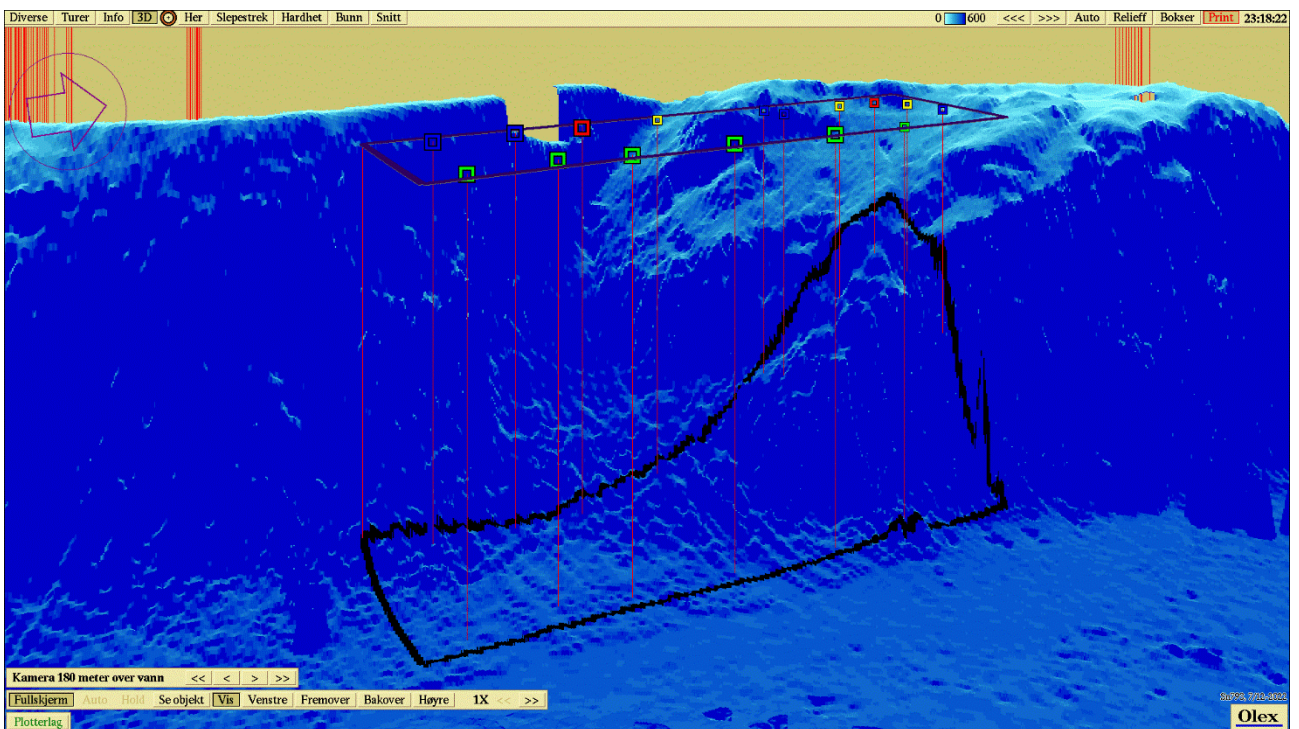 Diverse Turer Info 3D Her Slepestrek Hardhet Bunn Snitt 0 600 <<< >>> Auto Relieff Bokser Print 23:18:22
Kamera 180 meter over vann << < > >>
Fullskjerm Auto Hold Se objekt Vis Venstre Fremover Bakover Høyre 1X << >>
Plotterlag
Olex